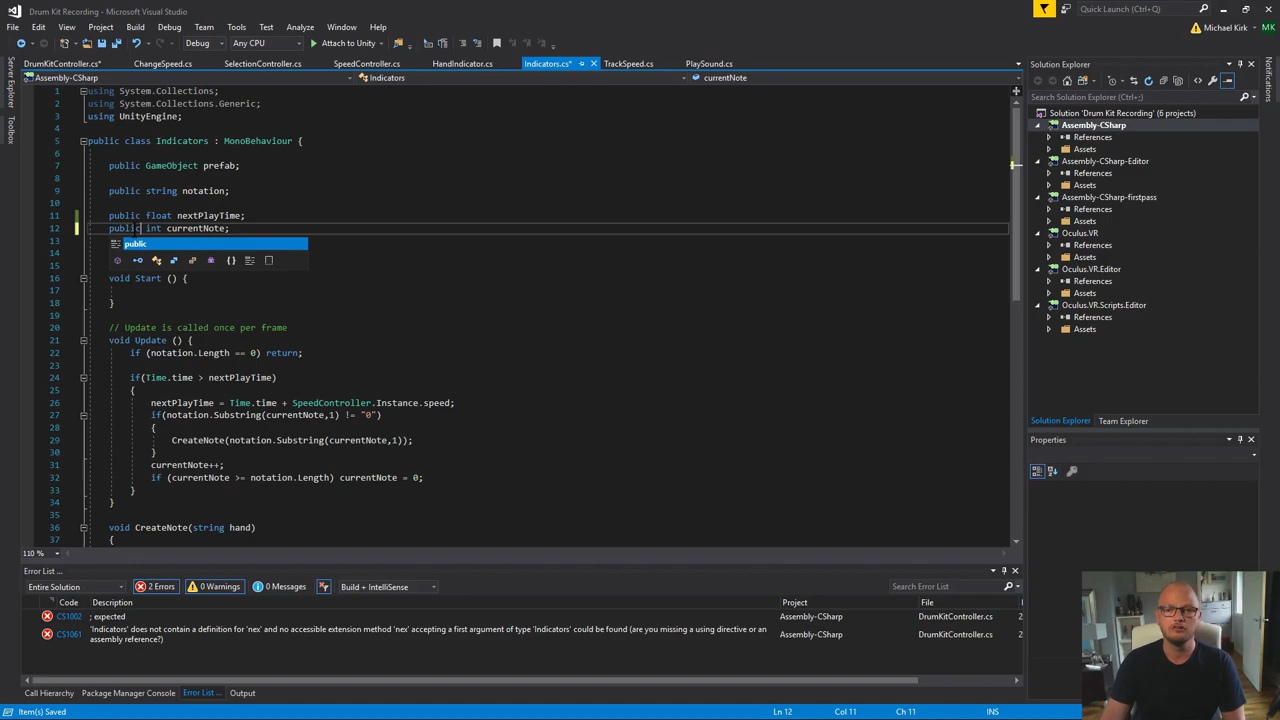 Drum Kit Recording - Microsoft Visual Studio
Quick Launch (Ctrl+Q)
File Edit View Project Build Debug Team Tools Test Analyze Window Help
Michael Kirk MK
Debug Any CPU Attach to Unity
DrumKitController.cs* ChangeSpeed.cs SelectionController.cs SpeedController.cs HandIndicator.cs Indicators.cs* TrackSpeed.cs PlaySound.cs
Assembly-CSharp Indicators currentNote
Server Explorer
Toolbox
1 using System.Collections;
2 using System.Collections.Generic;
3 using UnityEngine;
4
5 public class Indicators : MonoBehaviour {
6
7 public GameObject prefab;
8
9 public string notation;
10
11 public float nextPlayTime;
12 public int currentNote;
13
public
14
15
16 void Start () {
17
18 }
19
20 // Update is called once per frame
21 void Update () {
22 if (notation.Length == 0) return;
23
24 if(Time.time > nextPlayTime)
25 {
26 nextPlayTime = Time.time + SpeedController.Instance.speed;
27 if(notation.Substring(currentNote,1) != "0")
28 {
29 CreateNote(notation.Substring(currentNote,1));
30 }
31 currentNote++;
32 if (currentNote >= notation.Length) currentNote = 0;
33 }
34 }
35
36 void CreateNote(string hand)
37 {
110 %
Solution Explorer
Search Solution Explorer (Ctrl+;)
Solution 'Drum Kit Recording' (6 projects)
Assembly-CSharp
References
Assets
Assembly-CSharp-Editor
References
Assets
Assembly-CSharp-firstpass
References
Assets
Oculus.VR
References
Assets
Oculus.VR.Editor
References
Assets
Oculus.VR.Scripts.Editor
References
Assets
Solution Explorer Team Explorer
Properties
Notifications
Error List ...
Entire Solution 2 Errors 0 Warnings 0 Messages Build + IntelliSense Search Error List
Code Description Project File
CS1002 ; expected Assembly-CSharp DrumKitController.cs 2
CS1061 'Indicators' does not contain a definition for 'nex' and no accessible extension method 'nex' accepting a first argument of type 'Indicators' could be found (are you missing a using directive or an Assembly-CSharp DrumKitController.cs 2
assembly reference?)
Call Hierarchy Package Manager Console Error List ... Output
Item(s) Saved Ln 12 Col 11 Ch 11 INS